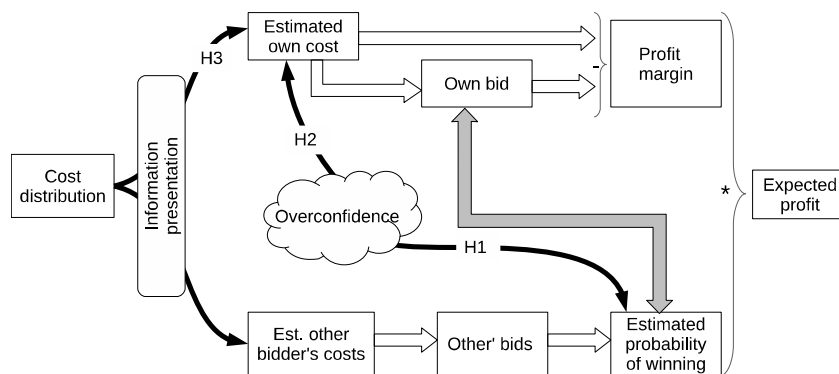 Estimated
own cost
H3
Profit
margin
-
Own bid
H2
Cost
distribution
Information
presentation
Overconfidence
*
Expected
profit
H1
Est. other
bidder's costs
Other' bids
Estimated
probability
of winning